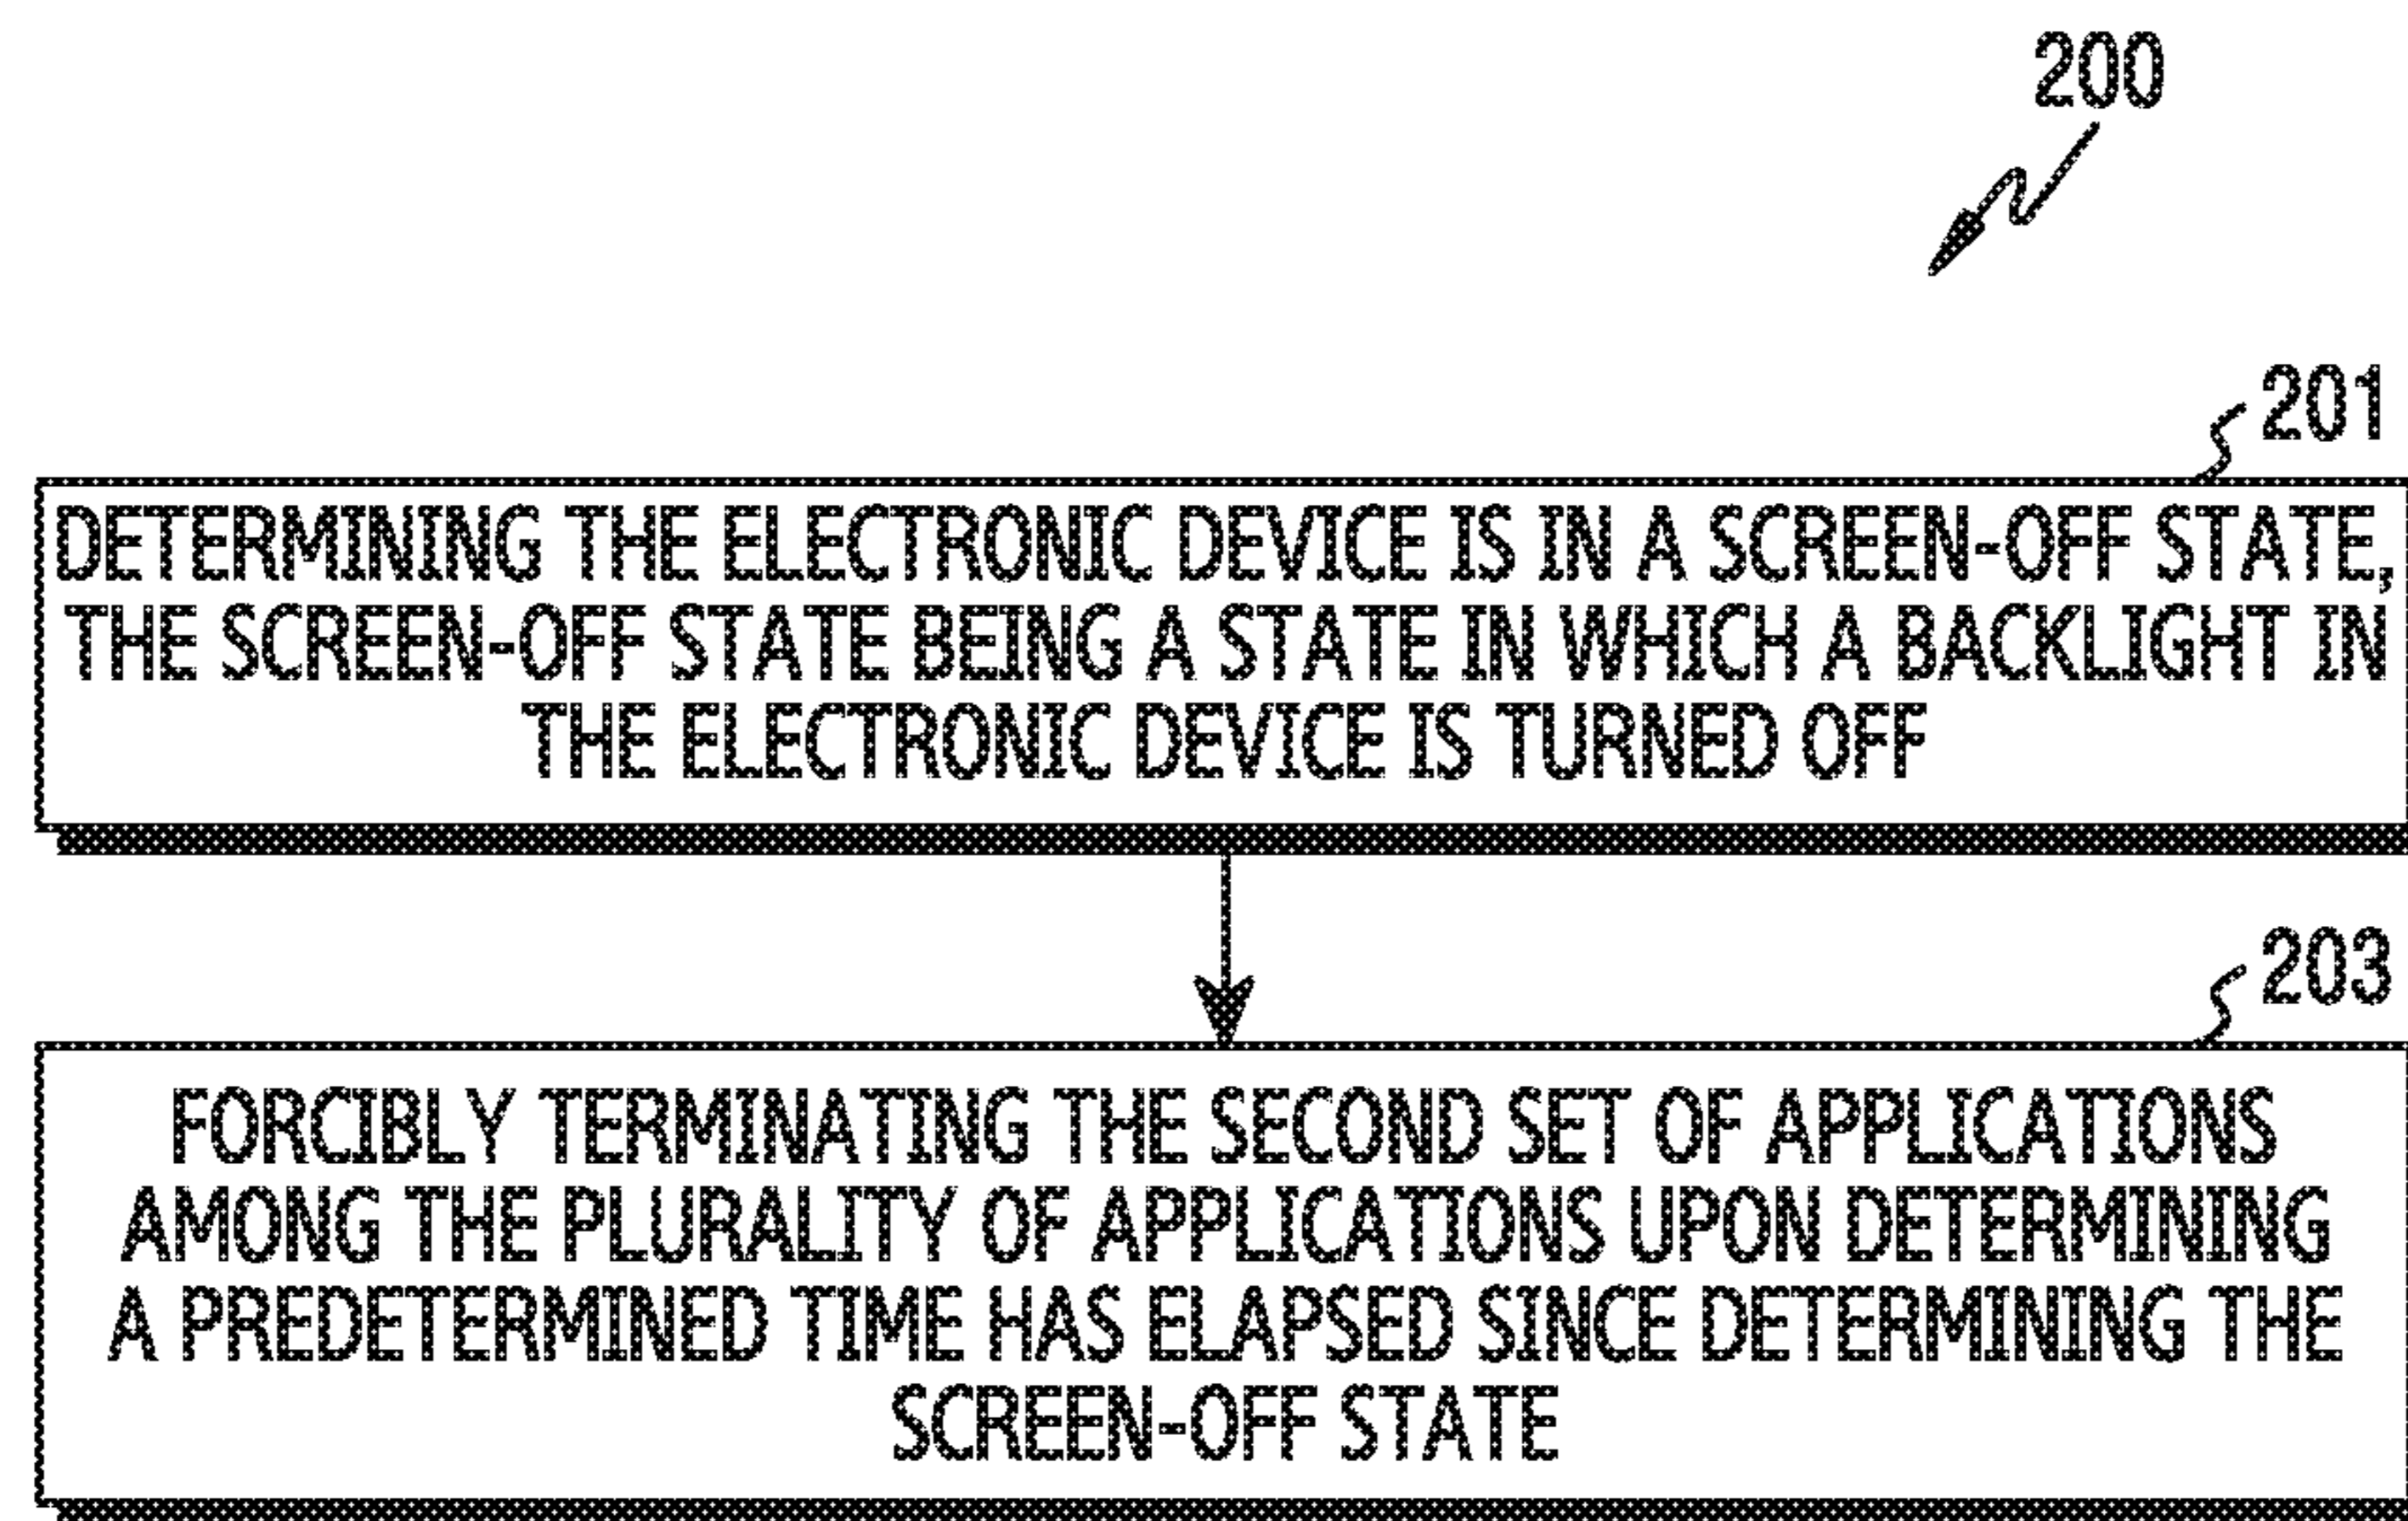 200
201
DETERMINING THE ELECTRONIC DEVICE IS IN A SCREEN-OFF STATE,
THE SCREEN-OFF STATE BEING A STATE IN WHICH A BACKLIGHT IN
THE ELECTRONIC DEVICE IS TURNED OFF
203
FORCIBLY TERMINATING THE SECOND SET OF APPLICATIONS
AMONG THE PLURALITY OF APPLICATIONS UPON DETERMINING
A PREDETERMINED TIME HAS ELAPSED SINCE DETERMINING THE
SCREEN-OFF STATE